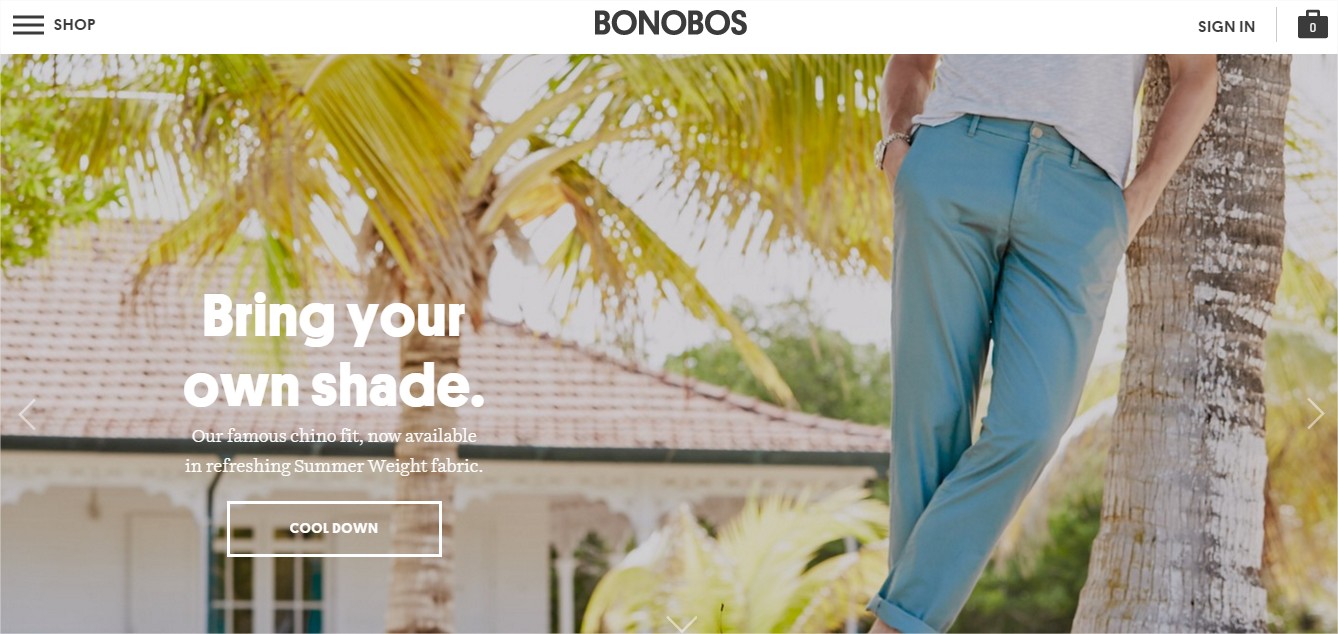 SHOP
BONOBOS
SIGN IN
0
Bring your
own shade.
Our famous chino fit, now available
in refreshing Summer Weight fabric.
COOL DOWN